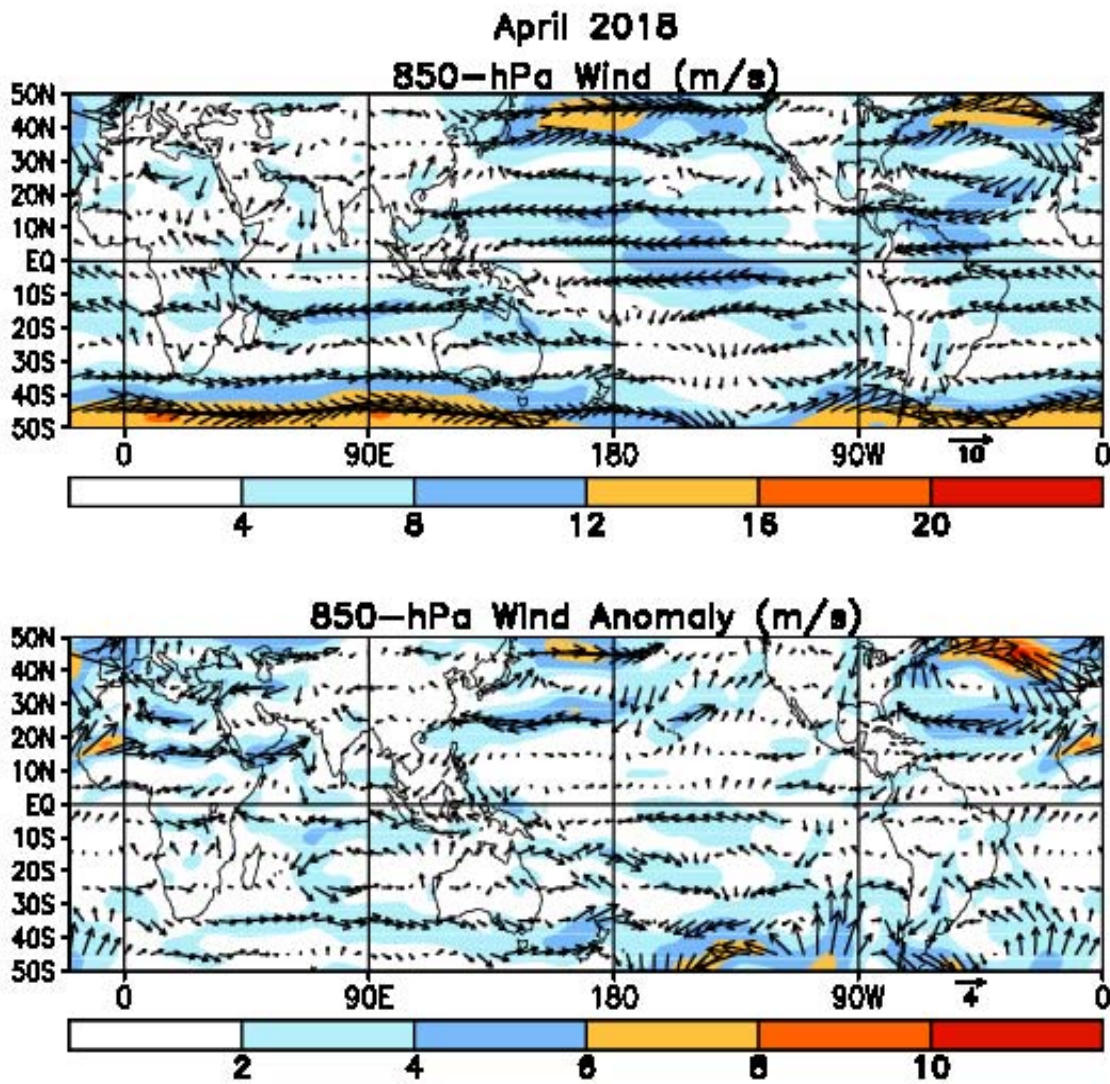 April 2018
850-hPa Wind (m/s)
50N
40N
30N
20N
10N
EQ
10S
20S
30S
40S
50S
0 90E 180 90W 10 0
4 8 12 16 20
850-hPa Wind Anomaly (m/s)
50N
40N
30N
20N
10N
EQ
10S
20S
30S
40S
50S
0 90E 180 90W 4 0
2 4 6 8 10